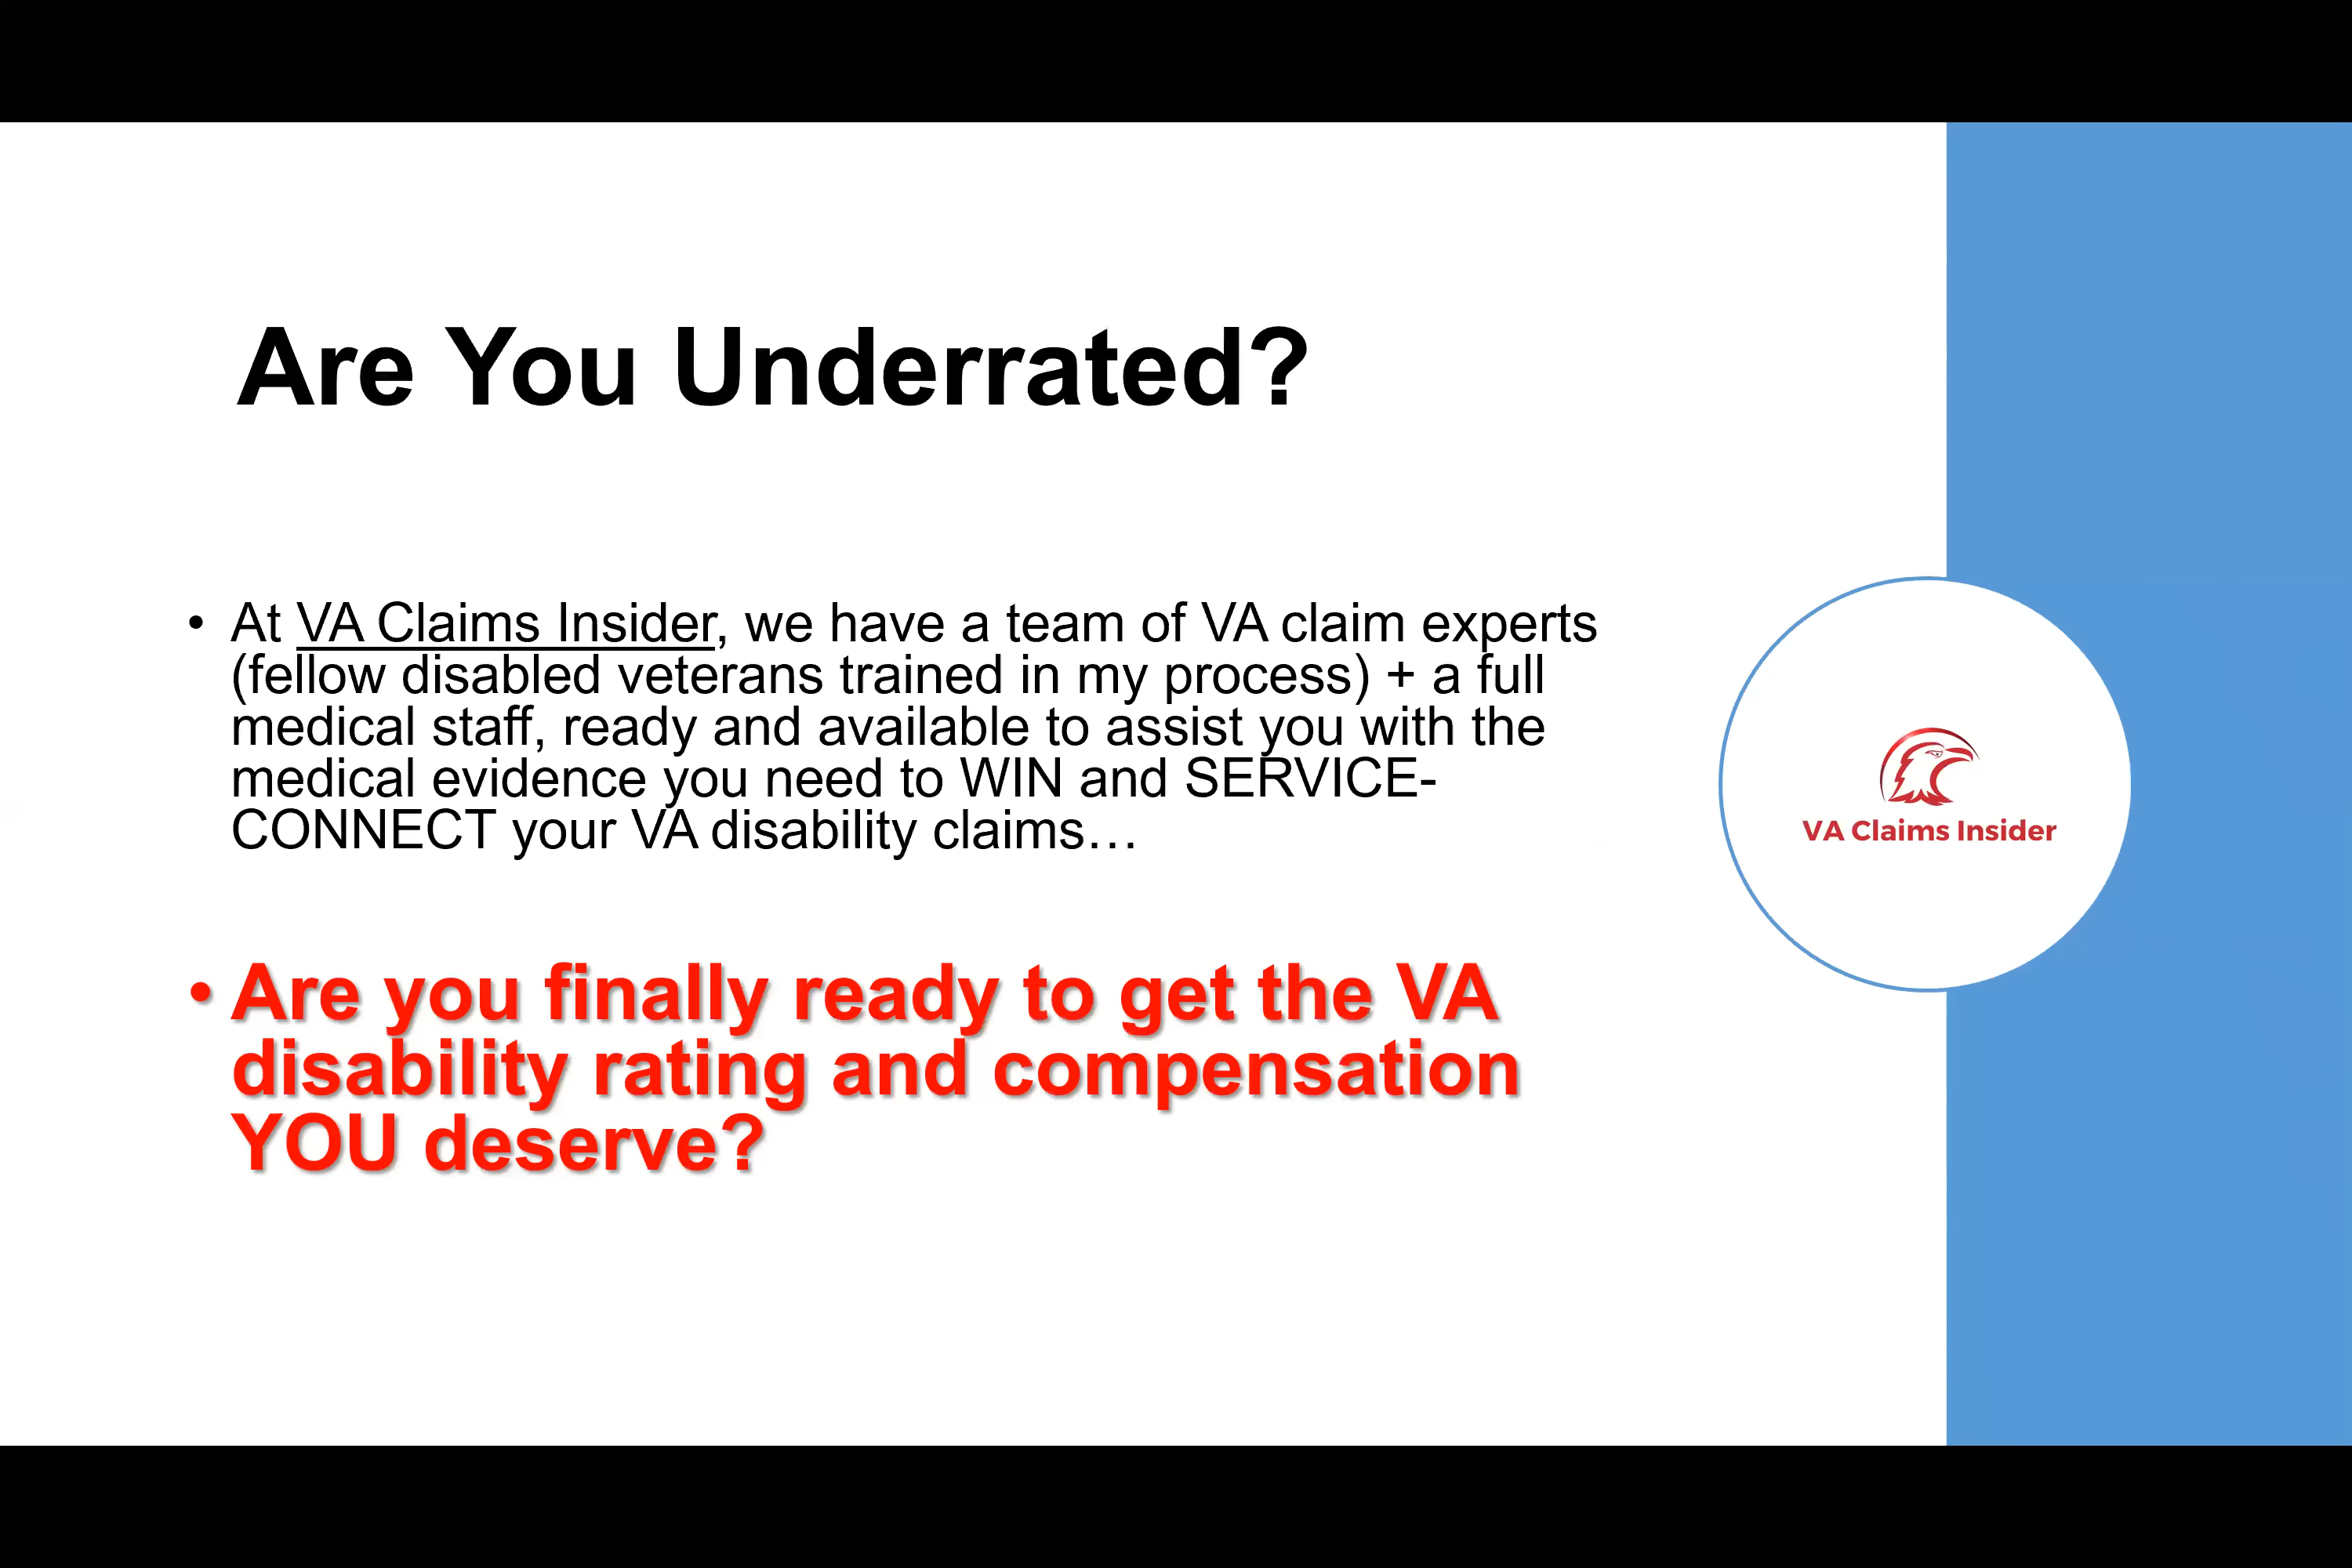 Are You Underrated?
• At VA Claims Insider, we have a team of VA claim experts
(fellow disabled veterans trained in my process) + a full
medical staff, ready and available to assist you with the
medical evidence you need to WIN and SERVICE-
CONNECT your VA disability claims…
• Are you finally ready to get the VA
disability rating and compensation
YOU deserve?
VA Claims Insider